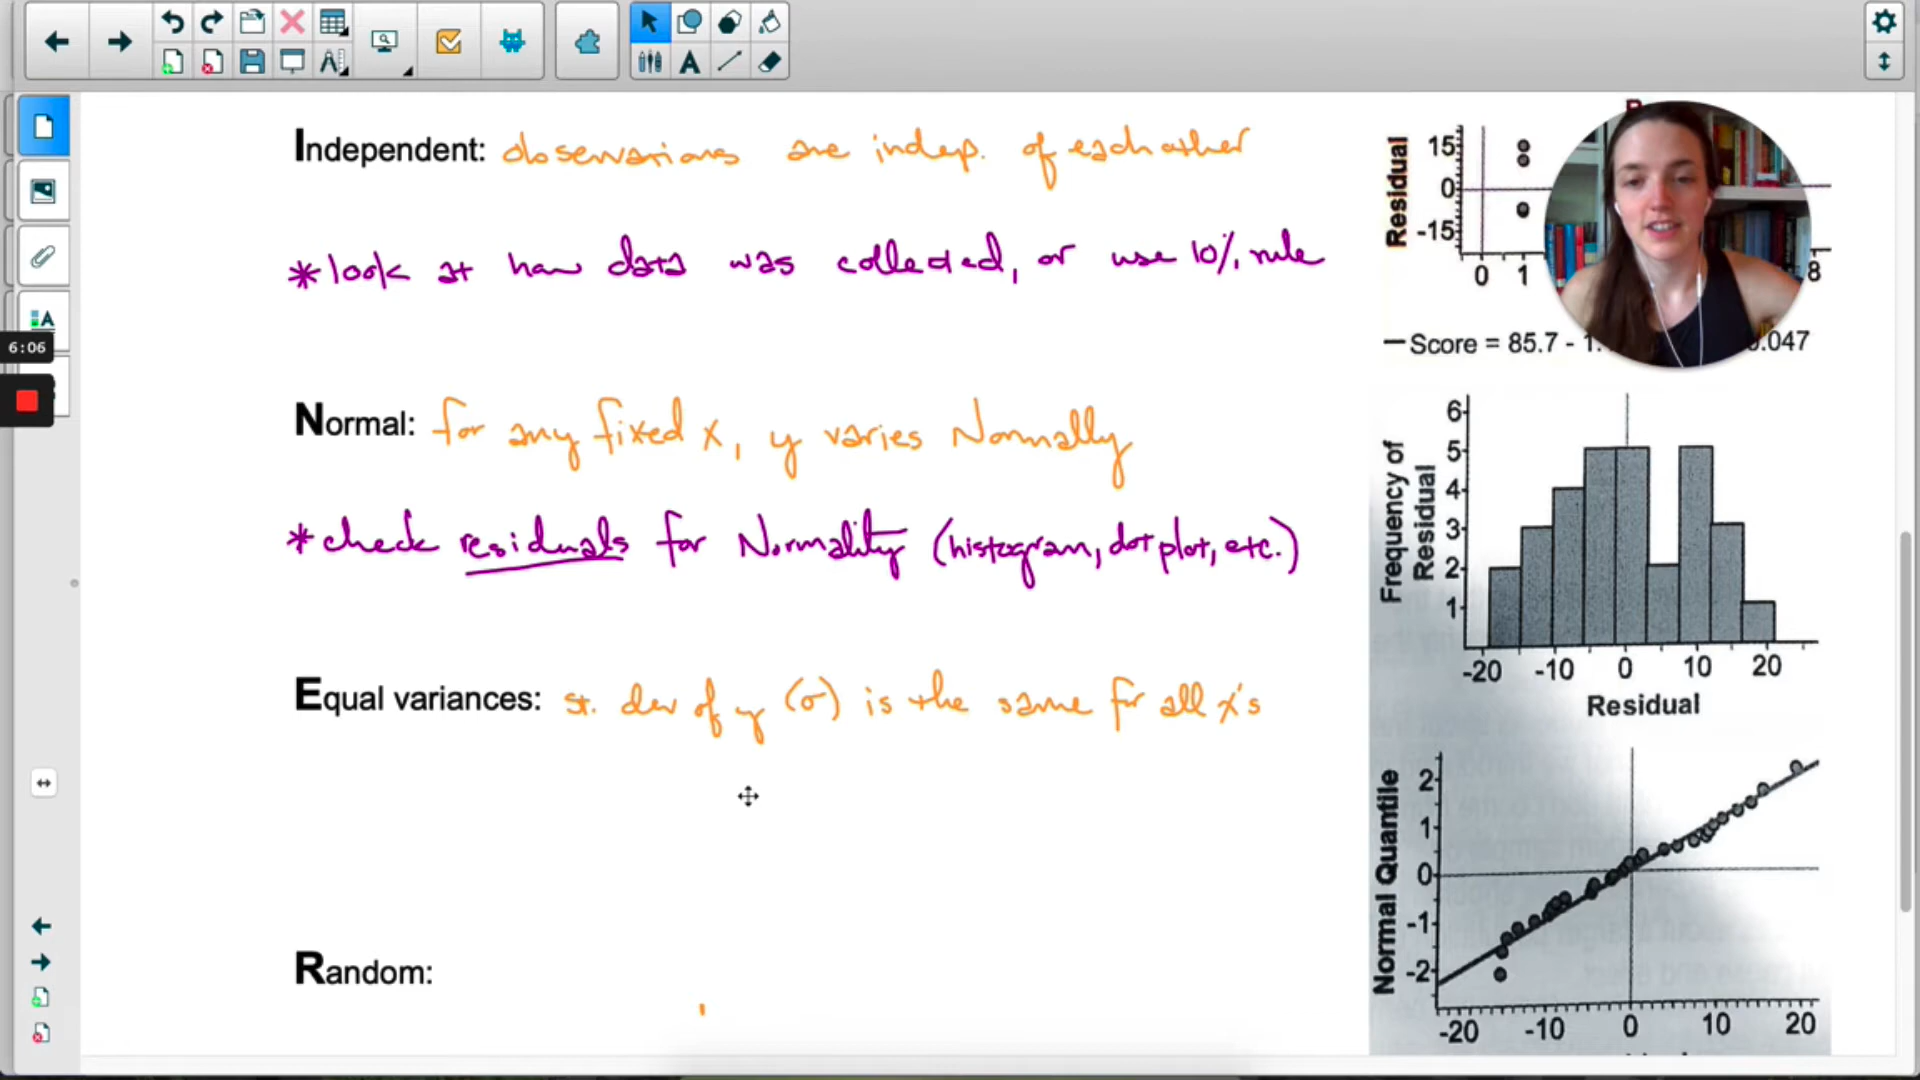 Independent: observations are indep. of each other
*look at how data was collected, or use 10% rule
Normal: for any fixed x, y varies Normally
*check residuals for Normality (histogram, dot plot, etc.)
Equal variances: st. dev of y (σ) is the same for all x's
Random:
6:06
Residual
15
0
-15
0 1 8
Score = 85.7 - 1. 0.047
Frequency of
Residual
6
5
4
3
2
1
-20 -10 0 10 20
Residual
Normal Quantile
2
1
0
-1
-2
-20 -10 0 10 20